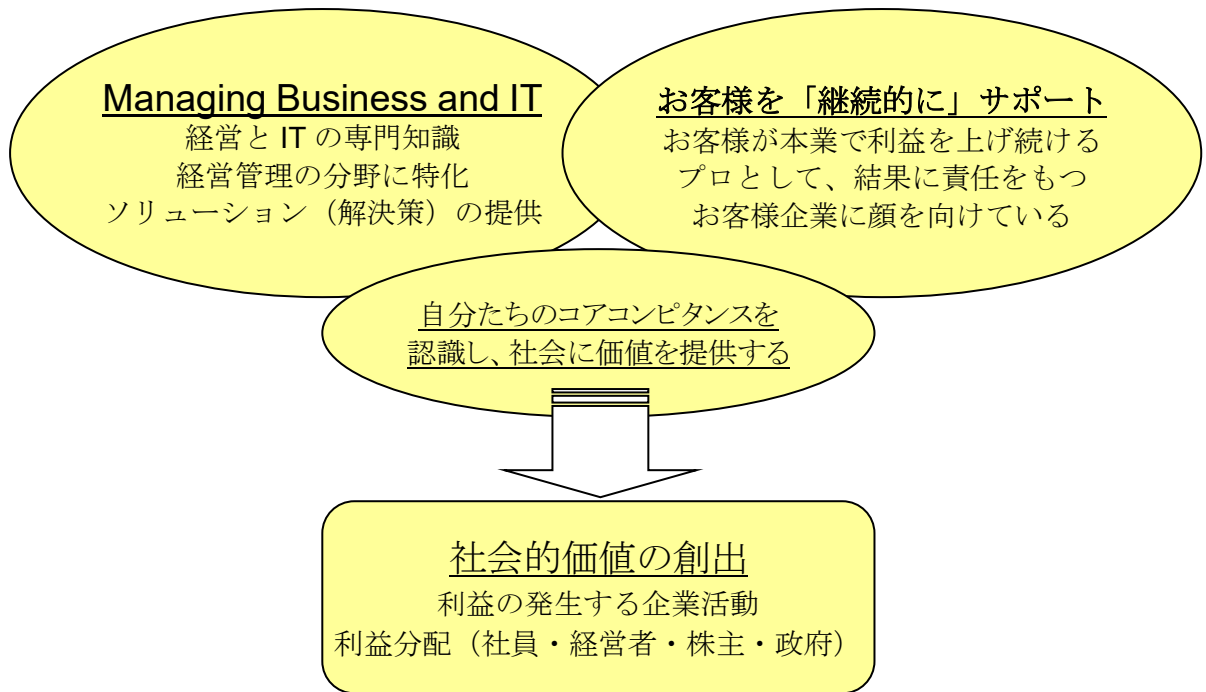 Managing Business and IT
経営と IT の専門知識
経営管理の分野に特化
ソリューション（解決策）の提供
お客様を「継続的に」サポート
お客様が本業で利益を上げ続ける
プロとして、結果に責任をもつ
お客様企業に顔を向けている
自分たちのコアコンピタンスを
認識し、社会に価値を提供する
社会的価値の創出
利益の発生する企業活動
利益分配（社員・経営者・株主・政府）